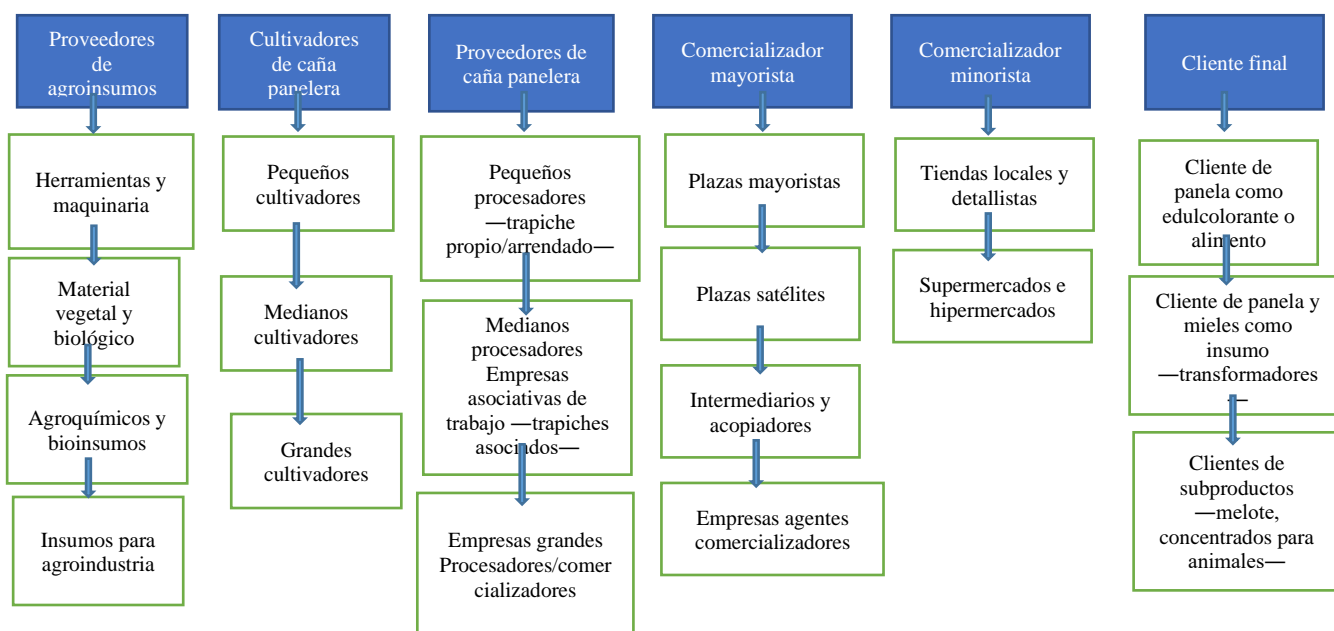 Proveedores
de
agroinsumos
Herramientas y
maquinaria
Material
vegetal y
biológico
Agroquímicos y
bioinsumos
Insumos para
agroindustria
Cultivadores
de caña
panelera
Pequeños
cultivadores
Medianos
cultivadores
Grandes
cultivadores
Proveedores de
caña panelera
Pequeños
procesadores
—trapiche
propio/arrendado—
Medianos
procesadores
Empresas
asociativas de
trabajo —trapiches
asociados—
Empresas grandes
Procesadores/comer
cializadores
Comercializador
mayorista
Plazas mayoristas
Plazas satélites
Intermediarios y
acopiadores
Empresas agentes
comercializadores
Comercializador
minorista
Tiendas locales y
detallistas
Supermercados e
hipermercados
Cliente final
Cliente de
panela como
edulcolorante o
alimento
Cliente de panela y
mieles como
insumo
—transformadores
—
Clientes de
subproductos
—melote,
concentrados para
animales—